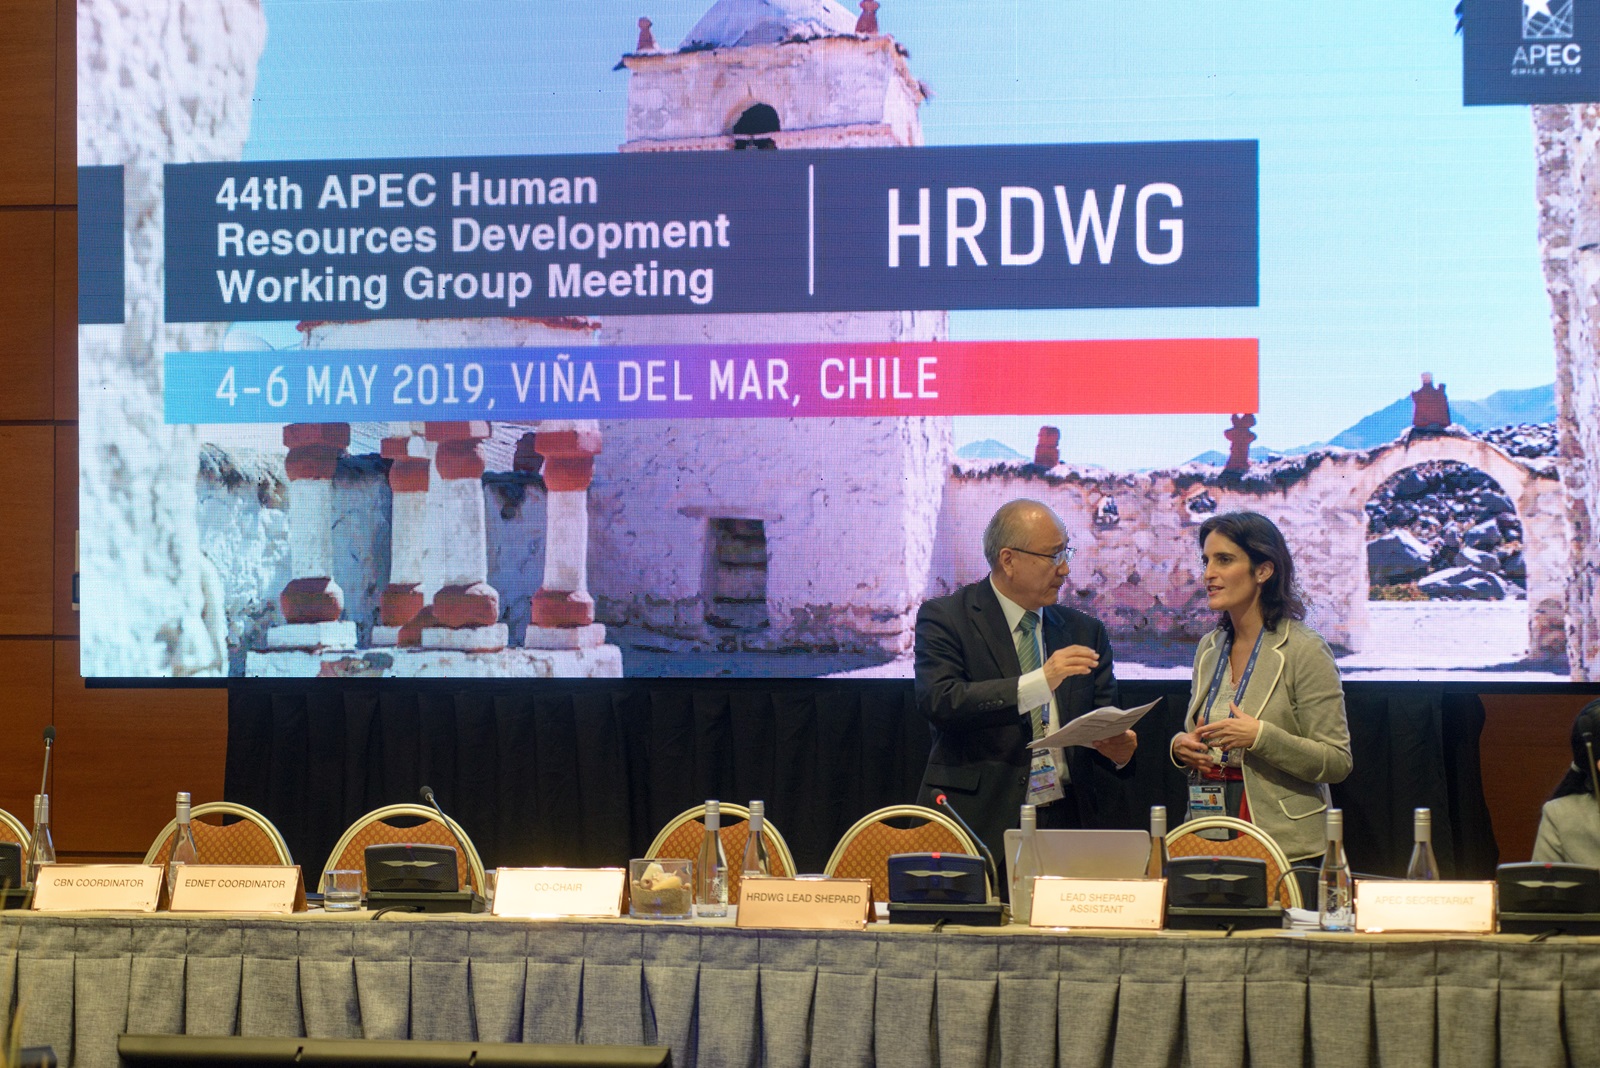 APEC
CHILE 2019
44th APEC Human
Resources Development
Working Group Meeting
HRDWG
4-6 MAY 2019, VIÑA DEL MAR, CHILE
CBN COORDINATOR
EDNET COORDINATOR
CO-CHAIR
HRDWG LEAD SHEPARD
LEAD SHEPARD
ASSISTANT
APEC SECRETARIAT